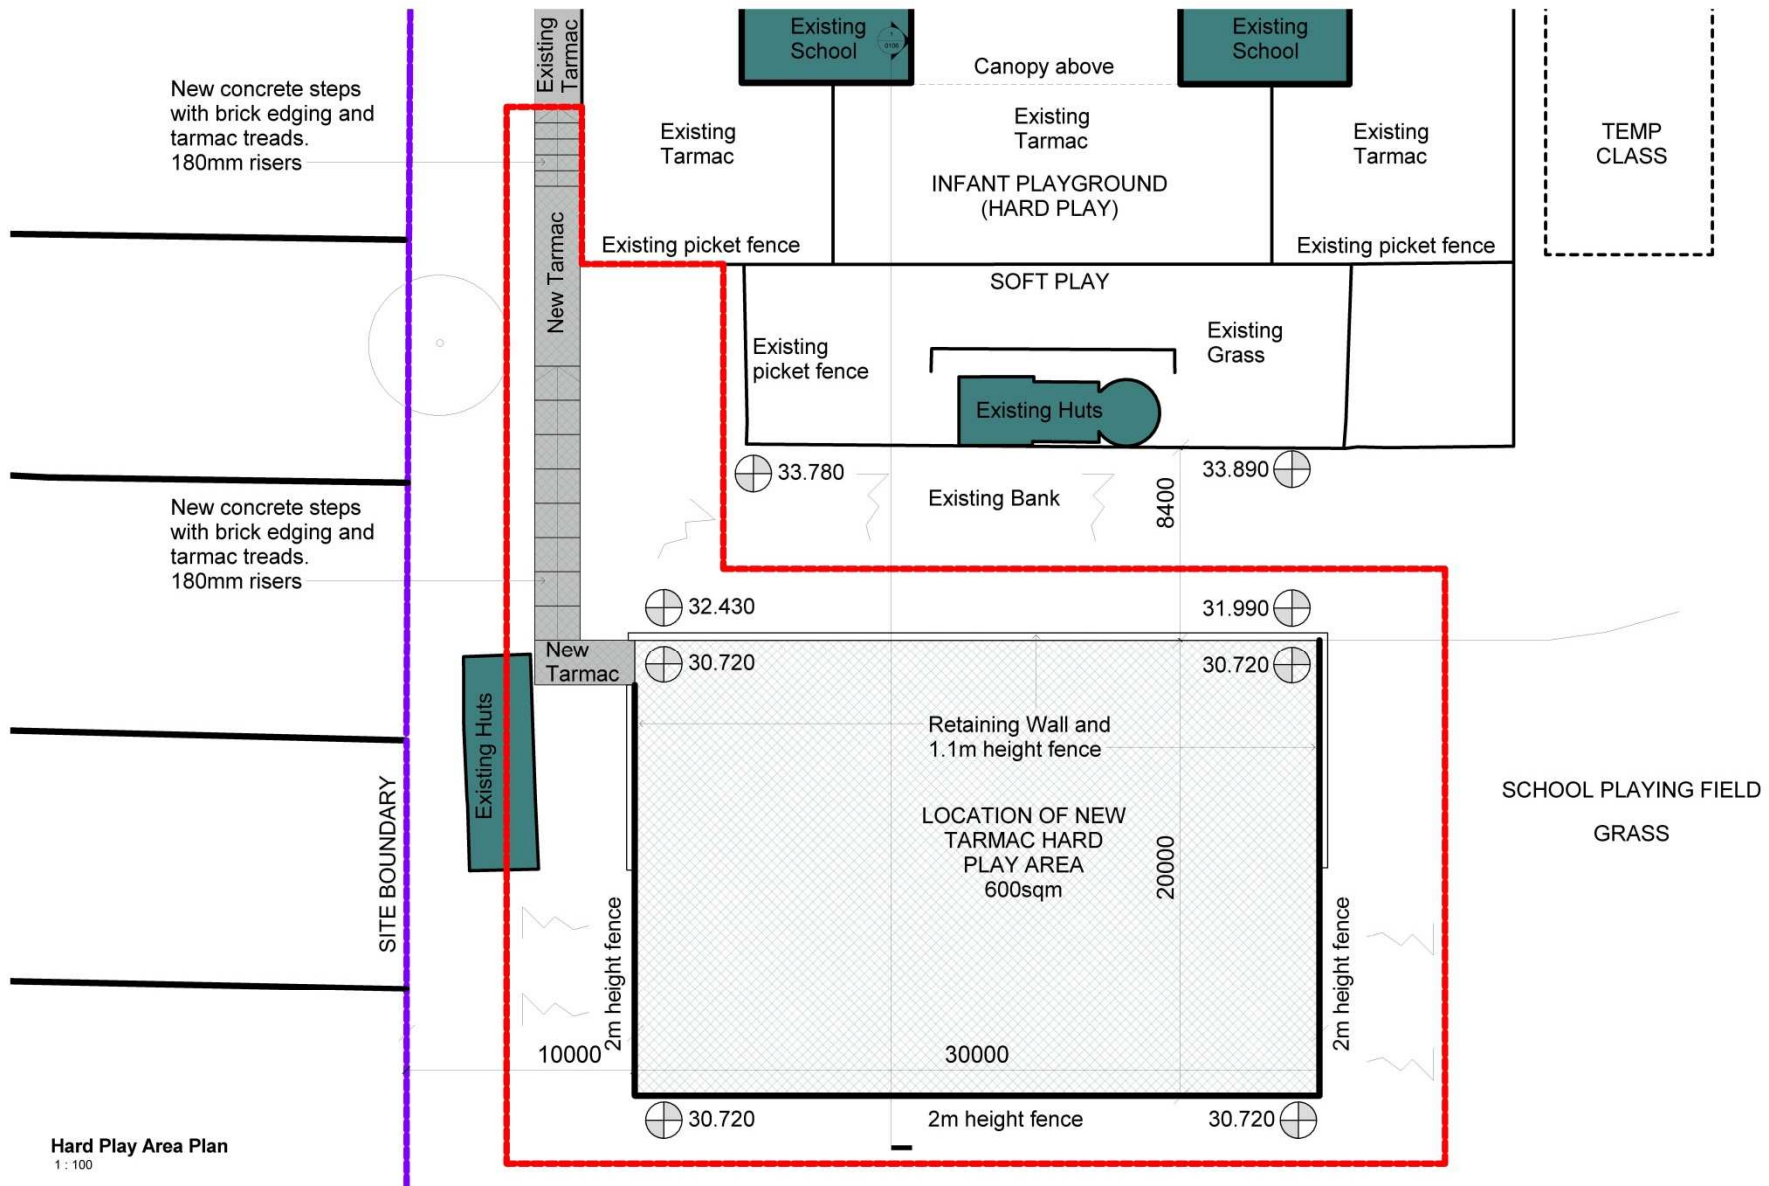 Existing
Tarmac
Existing
School
1
0106
Existing
School
Canopy above
New concrete steps
with brick edging and
tarmac treads.
180mm risers
Existing
Tarmac
Existing
Tarmac
Existing
Tarmac
TEMP
CLASS
INFANT PLAYGROUND
(HARD PLAY)
New Tarmac
Existing picket fence
Existing picket fence
SOFT PLAY
Existing
picket fence
Existing
Grass
Existing Huts
33.780
Existing Bank
8400
33.890
New concrete steps
with brick edging and
tarmac treads.
180mm risers
32.430
31.990
New
Tarmac
30.720
30.720
Existing Huts
Retaining Wall and
1.1m height fence
SITE BOUNDARY
LOCATION OF NEW
TARMAC HARD
PLAY AREA
600sqm
20000
SCHOOL PLAYING FIELD
GRASS
2m height fence
2m height fence
10000
30000
30.720
2m height fence
30.720
Hard Play Area Plan
1 : 100